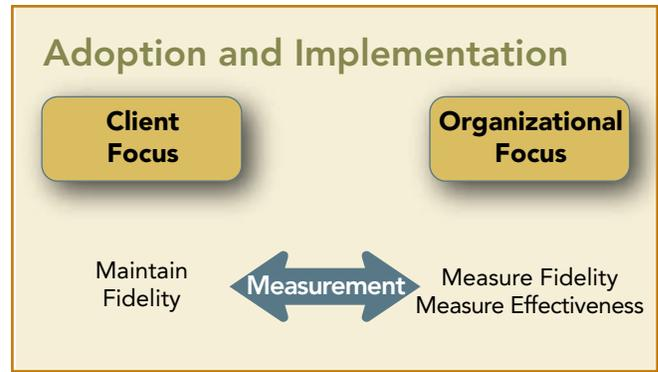 Adoption and Implementation
Client
Focus
Organizational
Focus
Maintain
Fidelity
Measurement
Measure Fidelity
Measure Effectiveness